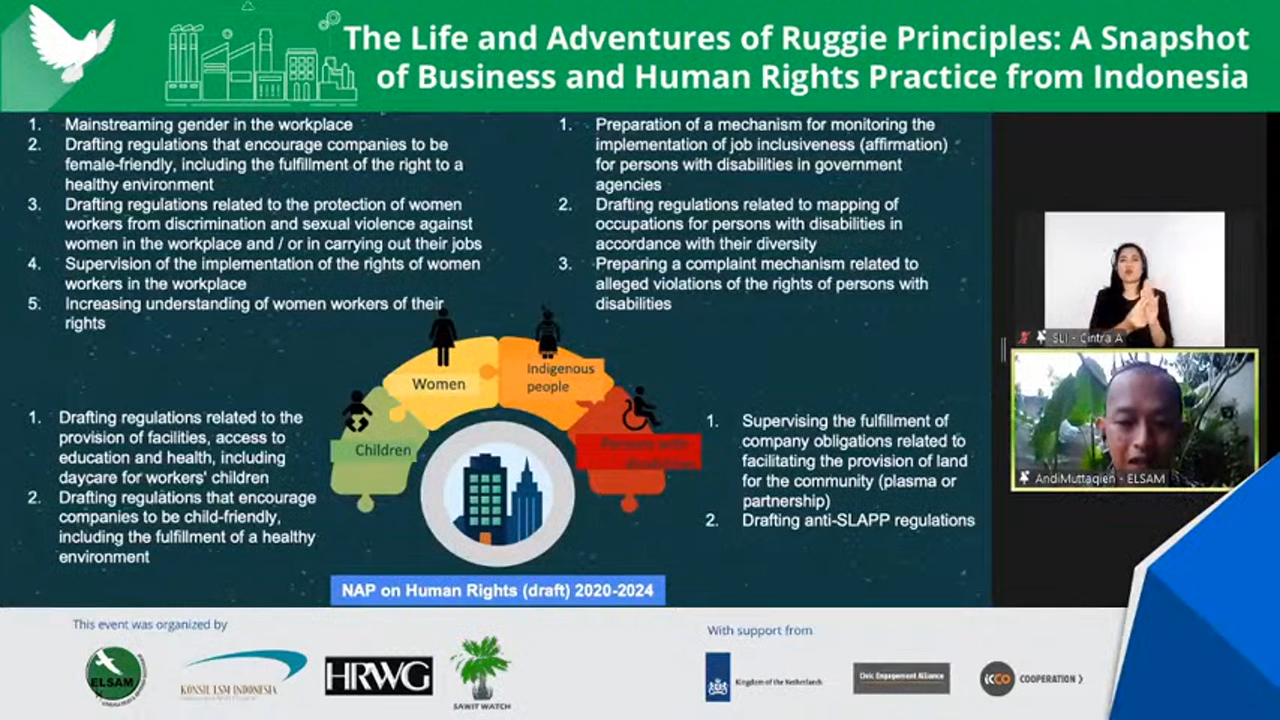 The Life and Adventures of Ruggie Principles: A Snapshot
of Business and Human Rights Practice from Indonesia
1. Mainstreaming gender in the workplace
2. Drafting regulations that encourage companies to be
female-friendly, including the fulfillment of the right to a
healthy environment
3. Drafting regulations related to the protection of women
workers from discrimination and sexual violence against
women in the workplace and / or in carrying out their jobs
4. Supervision of the implementation of the rights of women
workers in the workplace
5. Increasing understanding of women workers of their
rights
1. Preparation of a mechanism for monitoring the
implementation of job inclusiveness (affirmation)
for persons with disabilities in government
agencies
2. Drafting regulations related to mapping of
occupations for persons with disabilities in
accordance with their diversity
3. Preparing a complaint mechanism related to
alleged violations of the rights of persons with
disabilities
SLI - Cintra A
AndiMuttaqien - ELSAM
Women
Indigenous
people
Children
Persons with
disabilities
1. Drafting regulations related to the
provision of facilities, access to
education and health, including
daycare for workers' children
2. Drafting regulations that encourage
companies to be child-friendly,
including the fulfillment of a healthy
environment
1. Supervising the fulfillment of
company obligations related to
facilitating the provision of land
for the community (plasma or
partnership)
2. Drafting anti-SLAPP regulations
NAP on Human Rights (draft) 2020-2024
This event was organized by
ELSAM
KONSIL LSM INDONESIA
HRWG
SAWIT WATCH
With support from
Kingdom of the Netherlands
Civic Engagement Alliance
icco COOPERATION